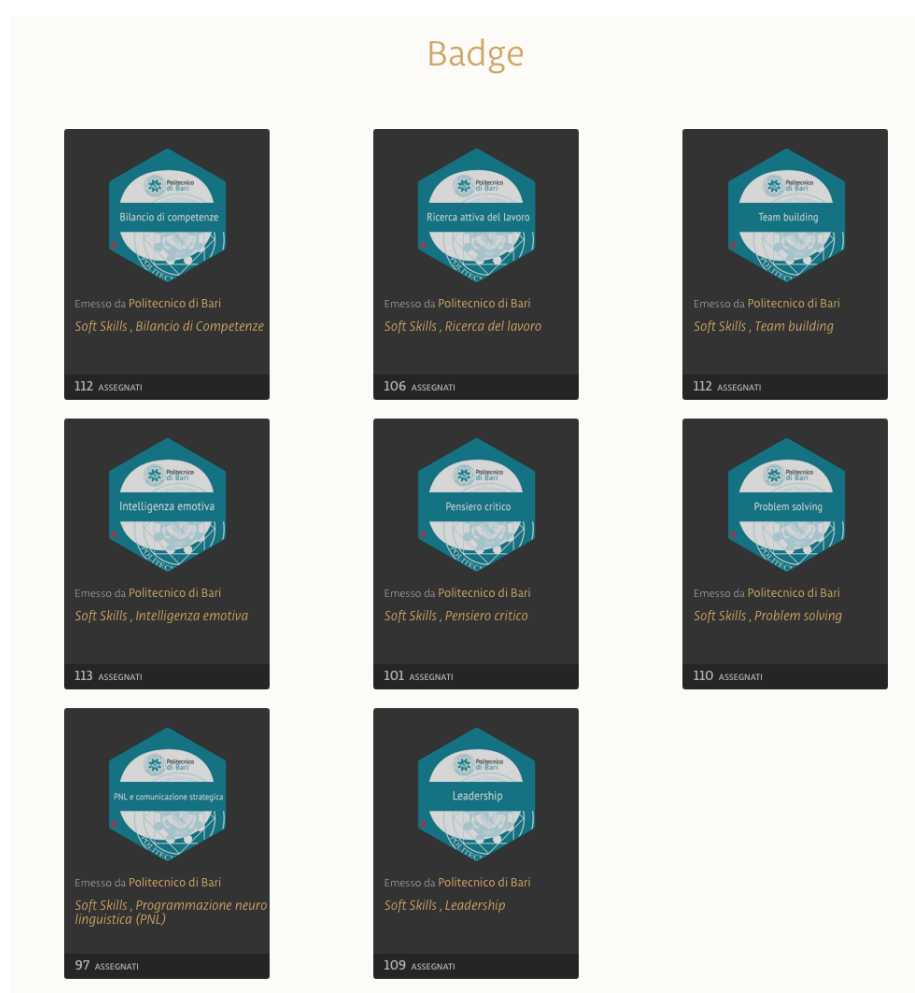 Badge
Politecnico
di Bari
Bilancio di competenze
Emesso da Politecnico di Bari
Soft Skills , Bilancio di Competenze
112 ASSEGNATI
Politecnico
di Bari
Ricerca attiva del lavoro
Emesso da Politecnico di Bari
Soft Skills , Ricerca del lavoro
106 ASSEGNATI
Politecnico
di Bari
Team building
Emesso da Politecnico di Bari
Soft Skills , Team building
112 ASSEGNATI
Politecnico
di Bari
Intelligenza emotiva
Emesso da Politecnico di Bari
Soft Skills , Intelligenza emotiva
113 ASSEGNATI
Politecnico
di Bari
Pensiero critico
Emesso da Politecnico di Bari
Soft Skills , Pensiero critico
101 ASSEGNATI
Politecnico
di Bari
Problem solving
Emesso da Politecnico di Bari
Soft Skills , Problem solving
110 ASSEGNATI
Politecnico
di Bari
PNL e comunicazione strategica
Emesso da Politecnico di Bari
Soft Skills , Programmazione neuro
linguistica (PNL)
97 ASSEGNATI
Politecnico
di Bari
Leadership
Emesso da Politecnico di Bari
Soft Skills , Leadership
109 ASSEGNATI